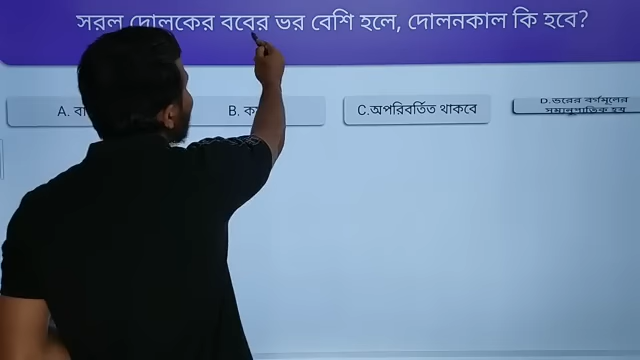 সরল দোলকের ববের ভর বেশি হলে, দোলনকাল কি হবে?
A. বা
B. ক
C.অপরিবর্তিত থাকবে
D.ভরের বর্গমূলের
সমানুপাতিক হয়